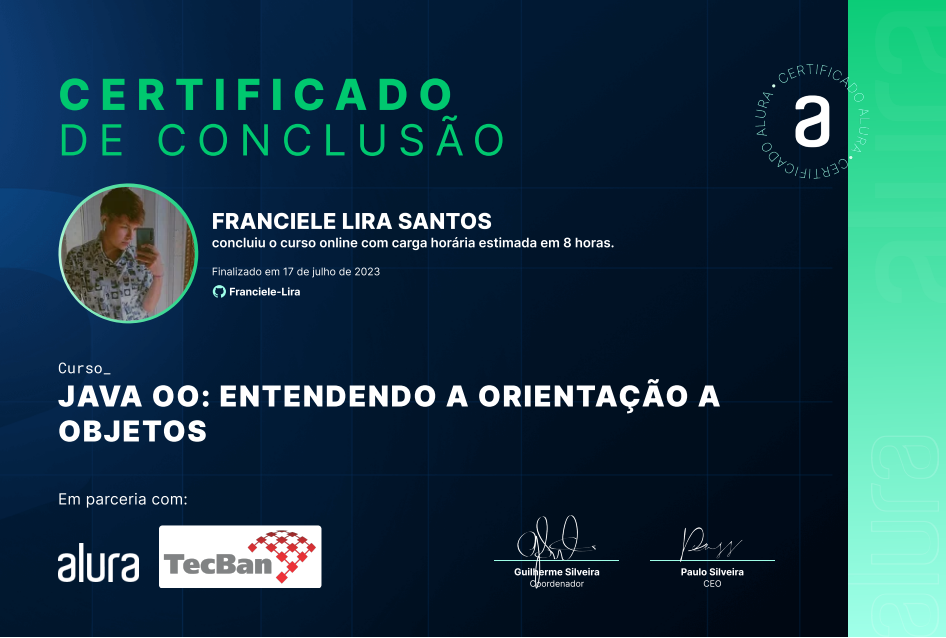 CERTIFICADO
DE CONCLUSÃO
CERTIFICADO ALURA • CERTIFICADO ALURA •
a
FRANCIELE LIRA SANTOS
concluiu o curso online com carga horária estimada em 8 horas.
Finalizado em 17 de julho de 2023
Franciele-Lira
Curso_
JAVA OO: ENTENDENDO A ORIENTAÇÃO A
OBJETOS
Em parceria com:
alura
TecBan
Guilherme Silveira
Coordenador
Paulo Silveira
CEO
alura
alura